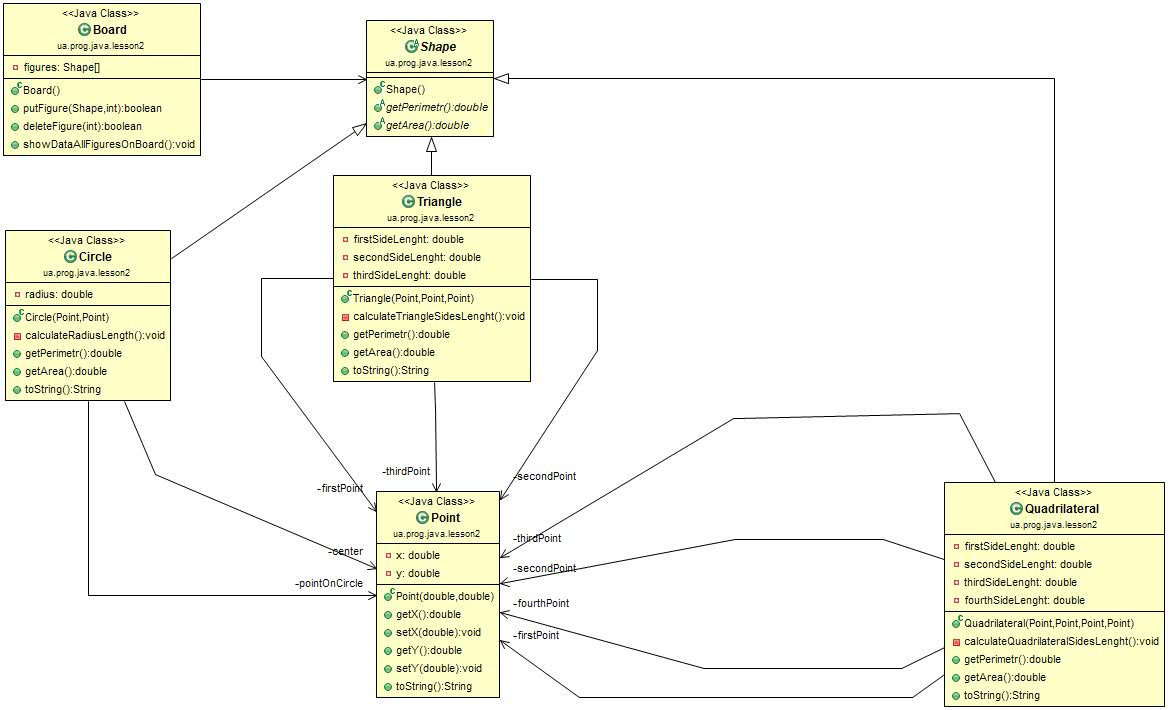 <<Java Class>>
Board
ua.prog.java.lesson2
figures: Shape[]
Board()
putFigure(Shape,int):boolean
deleteFigure(int):boolean
showDataAllFiguresOnBoard():void
<<Java Class>>
Shape
ua.prog.java.lesson2
Shape()
getPerimetr():double
getArea():double
<<Java Class>>
Triangle
ua.prog.java.lesson2
firstSideLenght: double
secondSideLenght: double
thirdSideLenght: double
Triangle(Point,Point,Point)
calculateTriangleSidesLenght():void
getPerimetr():double
getArea():double
toString():String
<<Java Class>>
Circle
ua.prog.java.lesson2
radius: double
Circle(Point,Point)
calculateRadiusLength():void
getPerimetr():double
getArea():double
toString():String
-firstPoint
-thirdPoint
-secondPoint
-center
-pointOnCircle
<<Java Class>>
Point
ua.prog.java.lesson2
x: double
y: double
Point(double,double)
getX():double
setX(double):void
getY():double
setY(double):void
toString():String
-thirdPoint
-secondPoint
-fourthPoint
-firstPoint
<<Java Class>>
Quadrilateral
ua.prog.java.lesson2
firstSideLenght: double
secondSideLenght: double
thirdSideLenght: double
fourthSideLenght: double
Quadrilateral(Point,Point,Point,Point)
calculateQuadrilateralSidesLenght():void
getPerimetr():double
getArea():double
toString():String